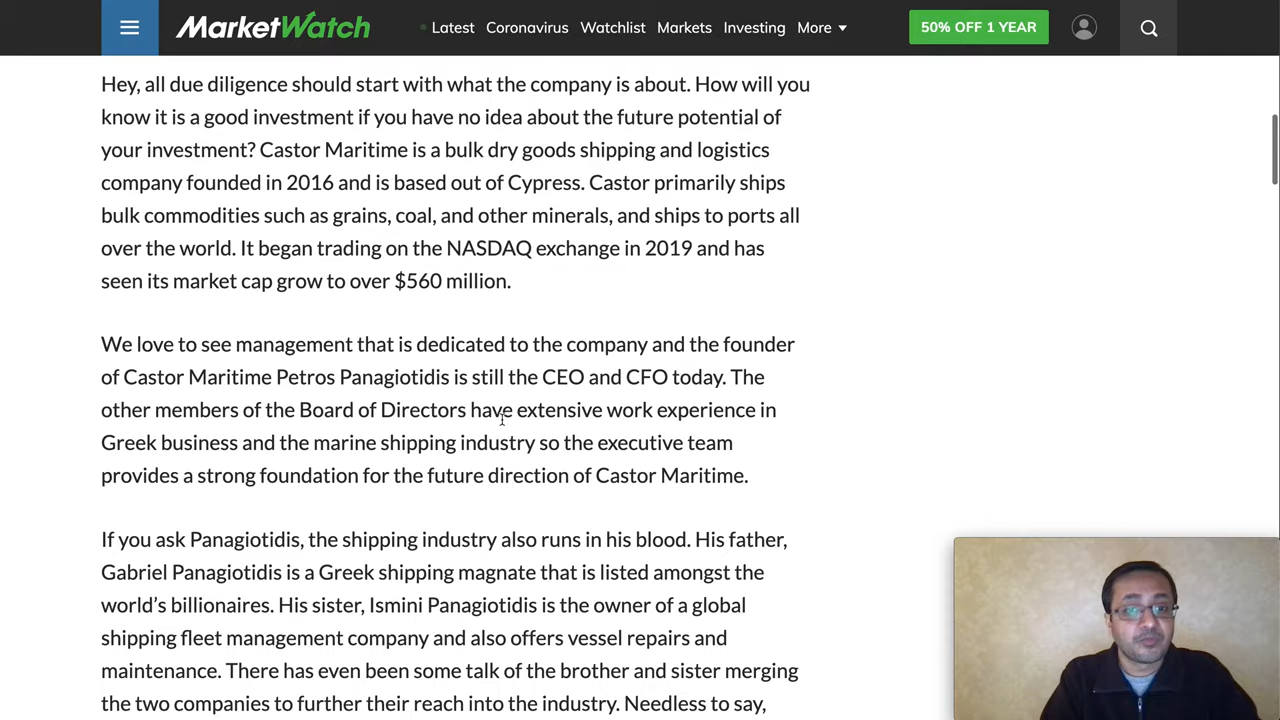 MarketWatch
Latest Coronavirus Watchlist Markets Investing More
50% OFF 1 YEAR
Hey, all due diligence should start with what the company is about. How will you
know it is a good investment if you have no idea about the future potential of
your investment? Castor Maritime is a bulk dry goods shipping and logistics
company founded in 2016 and is based out of Cypress. Castor primarily ships
bulk commodities such as grains, coal, and other minerals, and ships to ports all
over the world. It began trading on the NASDAQ exchange in 2019 and has
seen its market cap grow to over $560 million.
We love to see management that is dedicated to the company and the founder
of Castor Maritime Petros Panagiotidis is still the CEO and CFO today. The
other members of the Board of Directors have extensive work experience in
Greek business and the marine shipping industry so the executive team
provides a strong foundation for the future direction of Castor Maritime.
If you ask Panagiotidis, the shipping industry also runs in his blood. His father,
Gabriel Panagiotidis is a Greek shipping magnate that is listed amongst the
world’s billionaires. His sister, Ismini Panagiotidis is the owner of a global
shipping fleet management company and also offers vessel repairs and
maintenance. There has even been some talk of the brother and sister merging
the two companies to further their reach into the industry. Needless to say,